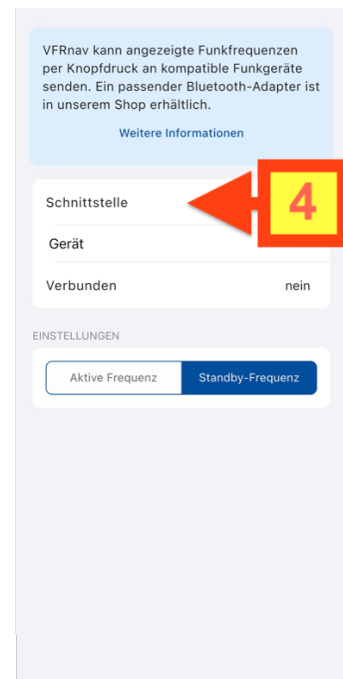 VFRnav kann angezeigte Funkfrequenzen
per Knopfdruck an kompatible Funkgeräte
senden. Ein passender Bluetooth-Adapter ist
in unserem Shop erhältlich.
Weitere Informationen
Schnittstelle
4
Gerät
Verbunden nein
EINSTELLUNGEN
Aktive Frequenz Standby-Frequenz